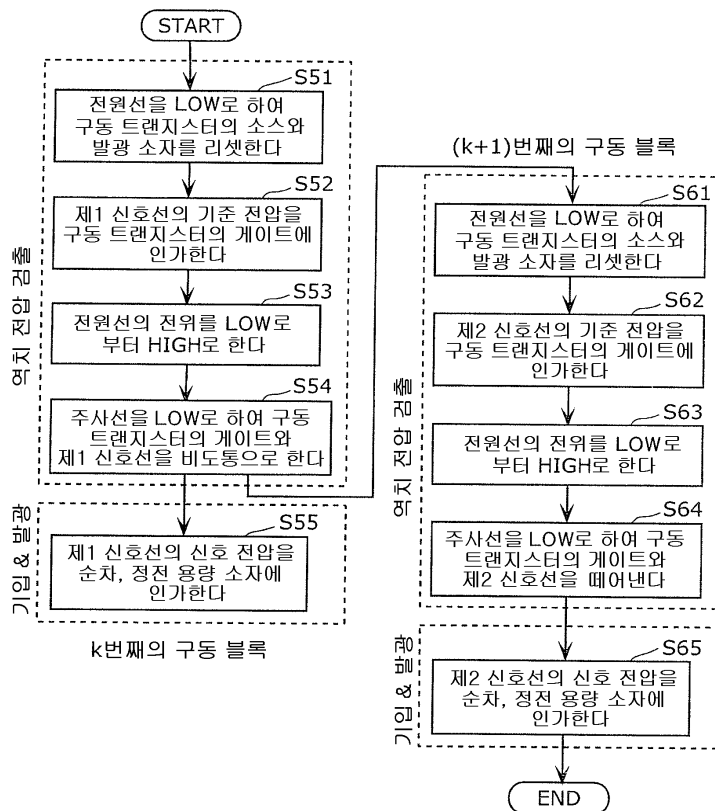 START
S51
전원선을 LOW로 하여
구동 트랜지스터의 소스와
발광 소자를 리셋한다
S52
제1 신호선의 기준 전압을
구동 트랜지스터의 게이트에
인가한다
S53
전원선의 전위를 LOW로
부터 HIGH로 한다
S54
주사선을 LOW로 하여 구동
트랜지스터의 게이트와
제1 신호선을 비도통으로 한다
역치 전압 검출
S55
제1 신호선의 신호 전압을
순차, 정전 용량 소자에
인가한다
기입 & 발광
k번째의 구동 블록
(k+1)번째의 구동 블록
S61
전원선을 LOW로 하여
구동 트랜지스터의 소스와
발광 소자를 리셋한다
S62
제2 신호선의 기준 전압을
구동 트랜지스터의 게이트에
인가한다
S63
전원선의 전위를 LOW로
부터 HIGH로 한다
S64
주사선을 LOW로 하여 구동
트랜지스터의 게이트와
제2 신호선을 떼어낸다
역치 전압 검출
S65
제2 신호선의 신호 전압을
순차, 정전 용량 소자에
인가한다
기입 & 발광
END